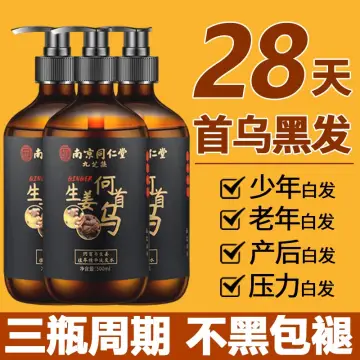 28天
首乌黑发
少年白发
老年白发
产后白发
压力白发
南京同仁堂
生姜
何首乌
三瓶周期 不黑包褪